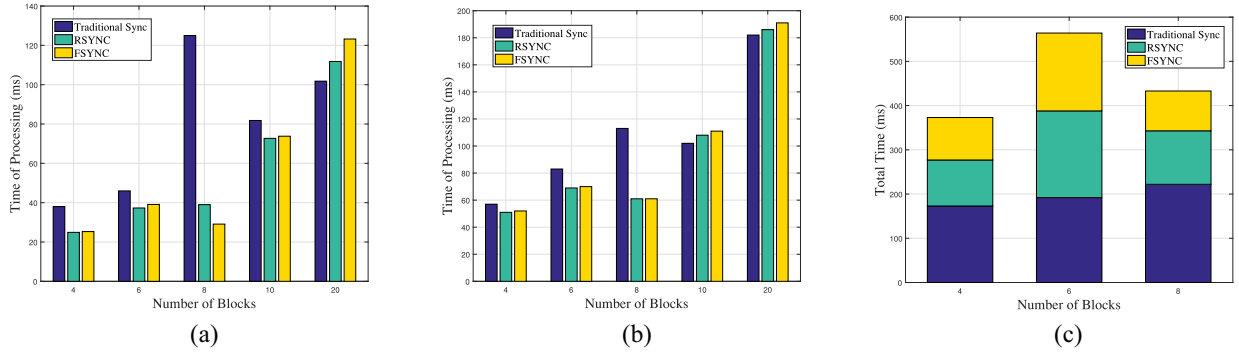 140
120
100
80
60
40
20
0
Time of Processing (ms)
Traditional Sync
RSYNC
FSYNC
4 6 8 10 20
Number of Blocks
(a)
200
180
160
140
120
100
80
60
40
20
0
Time of Processing (ms)
Traditional Sync
RSYNC
FSYNC
4 6 8 10 20
Number of Blocks
(b)
600
500
400
300
200
100
0
Total Time (ms)
Traditional Sync
RSYNC
FSYNC
4 6 8
Number of Blocks
(c)